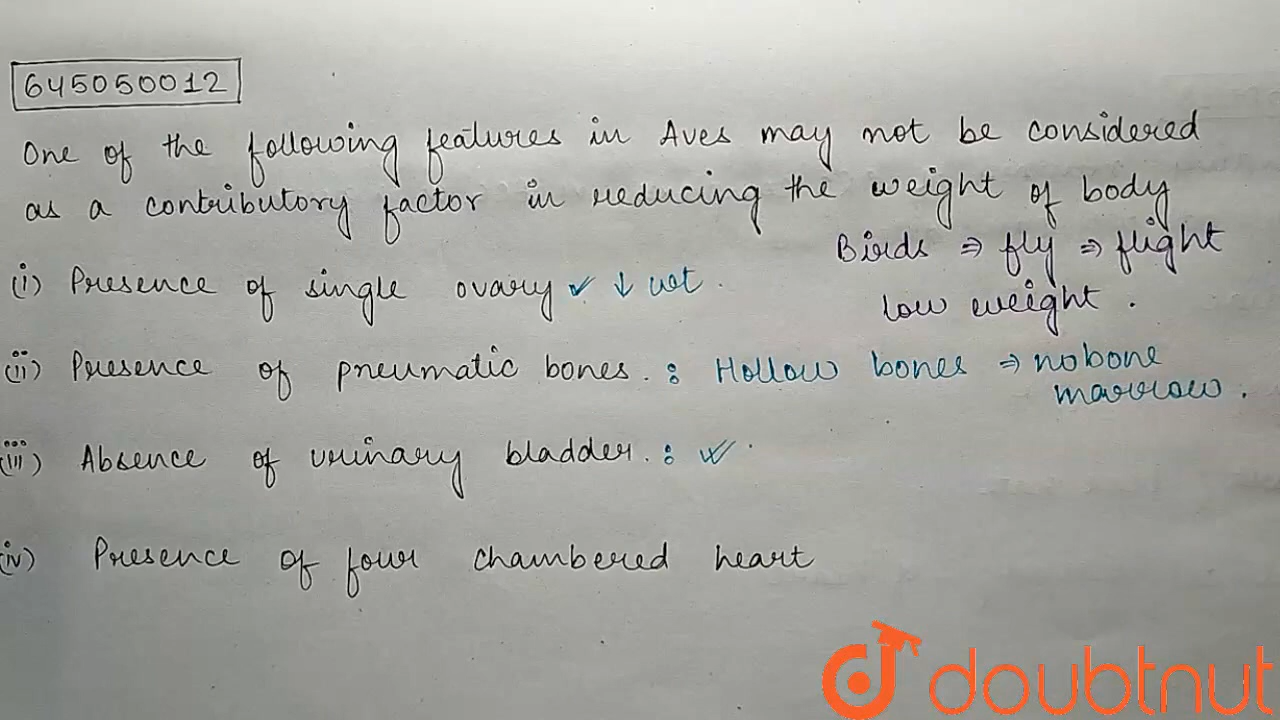 645050012
One of the following features in Aves may not be considered
as a contributory factor in reducing the weight of body
Birds ⇒ fly ⇒ flight
low weight.
(i) Presence of single ovary ✓ ↓ wt.
(ii) Presence of pneumatic bones. : Hollow bones ⇒ no bone
marrow.
(iii) Absence of urinary bladder. : ✓
(iv) Presence of four chambered heart
doubtnut